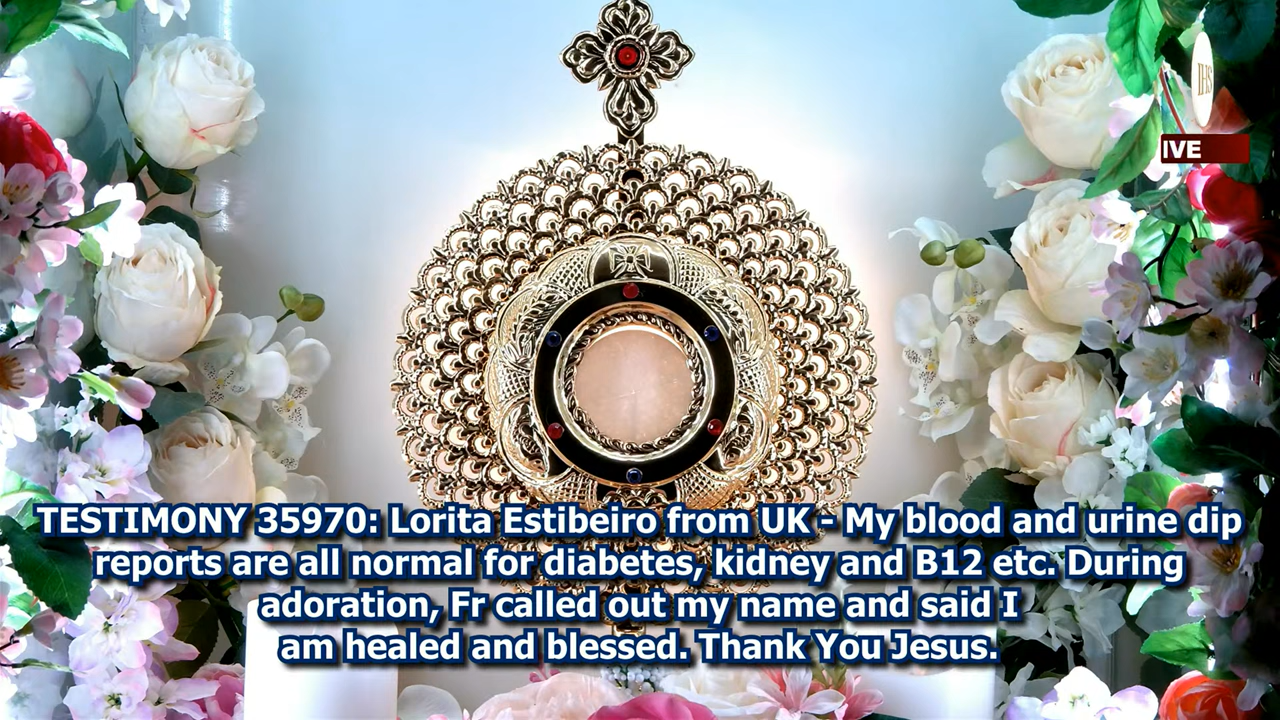 IHS
IVE
TESTIMONY 35970: Lorita Estibeiro from UK - My blood and urine dip
reports are all normal for diabetes, kidney and B12 etc. During
adoration, Fr called out my name and said I
am healed and blessed. Thank You Jesus.